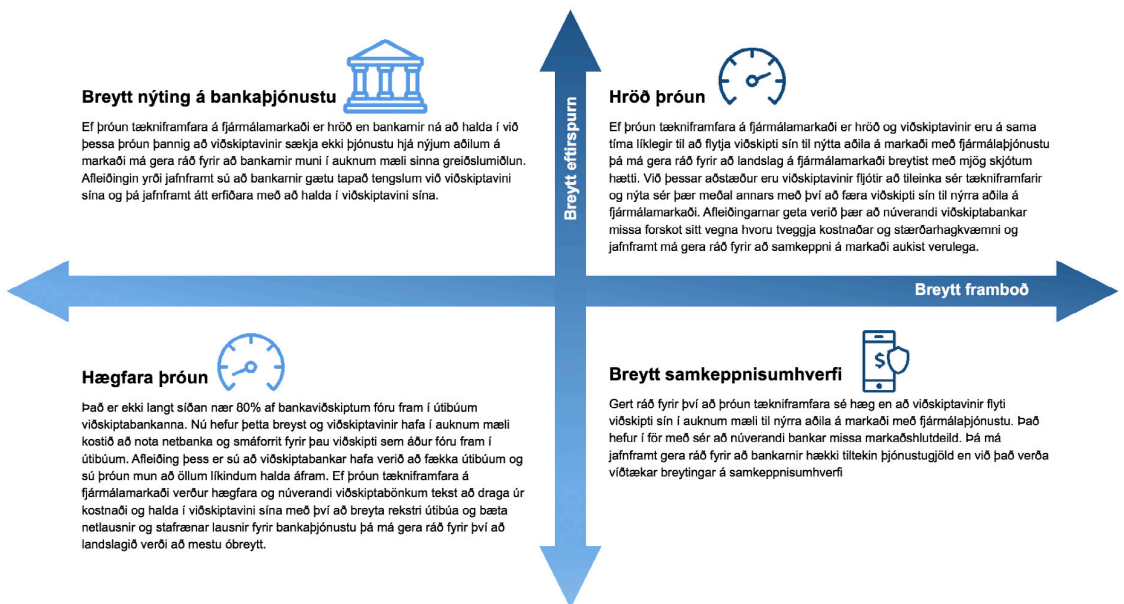 Breytt nýting á bankaþjónustu
Ef þróun tækniframfara á fjármálamarkaði er hröð en bankarnir ná að halda í við
þessa þróun þannig að viðskiptavinir sækja ekki þjónustu hjá nýjum aðilum á
markaði má gera ráð fyrir að bankarnir muni í auknum mæli sinna greiðslumiðlun.
Afleiðingin yrði jafnframt sú að bankarnir gætu tapað tengslum við viðskiptavini
sína og þá jafnframt átt erfiðara með að halda í viðskiptavini sína.
Breytt eftirspurn
Hröð þróun
Ef þróun tækniframfara á fjármálamarkaði er hröð og viðskiptavinir eru á sama
tíma líklegir til að flytja viðskipti sín til nýtta aðila á markaði með fjármálaþjónustu
þá má gera ráð fyrir að landslag á fjármálamarkaði breytist með mjög skjótum
hætti. Við þessar aðstæður eru viðskiptavinir fljótir að tileinka sér tækniframfarir
og nýta sér þær meðal annars með því að færa viðskipti sín til nýrra aðila á
fjármálamarkaði. Afleiðingarnar geta verið þær að núverandi viðskiptabankar
missa forskot sitt vegna hvoru tveggja kostnaðar og stærðarhagkvæmni og
jafnframt má gera ráð fyrir að samkeppni á markaði aukist verulega.
Breytt framboð
Hægfara þróun
Það er ekki langt síðan nær 80% af bankaviðskiptum fóru fram í útibúum
viðskiptabankanna. Nú hefur þetta breyst og viðskiptavinir hafa í auknum mæli
kostið að nota netbanka og smáforrit fyrir þau viðskipti sem áður fóru fram í
útibúum. Afleiðing þess er sú að viðskiptabankar hafa verið að fækka útibúum og
sú þróun mun að öllum líkindum halda áfram. Ef þróun tækniframfara á
fjármálamarkaði verður hægfara og núverandi viðskiptabönkum tekst að draga úr
kostnaði og halda í viðskiptavini sína með því að breyta rekstri útibúa og bæta
netlausnir og stafrænar lausnir fyrir bankaþjónustu þá má gera ráð fyrir því að
landslagið verði að mestu óbreytt.
Breytt samkeppnisumhverfi
$
Gert ráð fyrir því að þróun tækniframfara sé hæg en að viðskiptavinir flyti
viðskipti sín í auknum mæli til nýrra aðila á markaði með fjármálaþjónustu. Það
hefur í för með sér að núverandi bankar missa markaðshlutdeild. Þá má
jafnframt gera ráð fyrir að bankarnir hækki tiltekin þjónustugjöld en við það verða
víðtækar breytingar á samkeppnisumhverfi